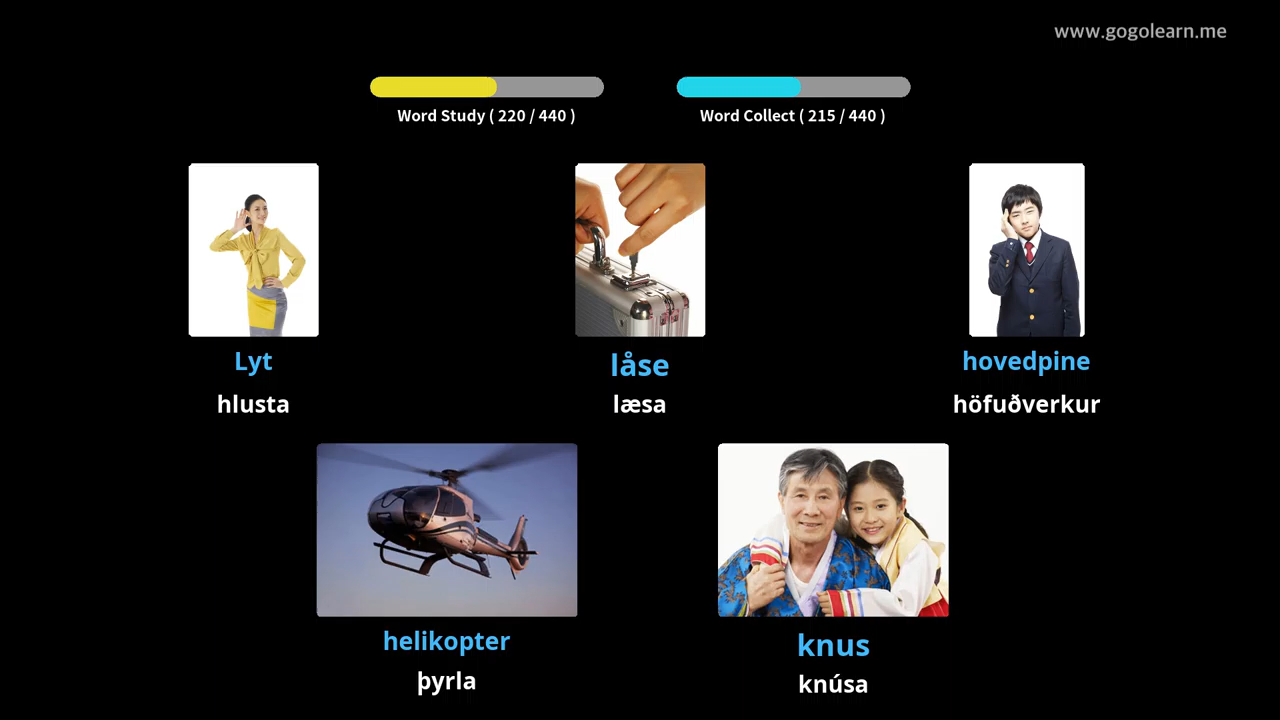 www.gogolearn.me
Word Study ( 220 / 440 )
Word Collect ( 215 / 440 )
Lyt
hlusta
låse
læsa
hovedpine
höfuðverkur
helikopter
þyrla
knus
knúsa